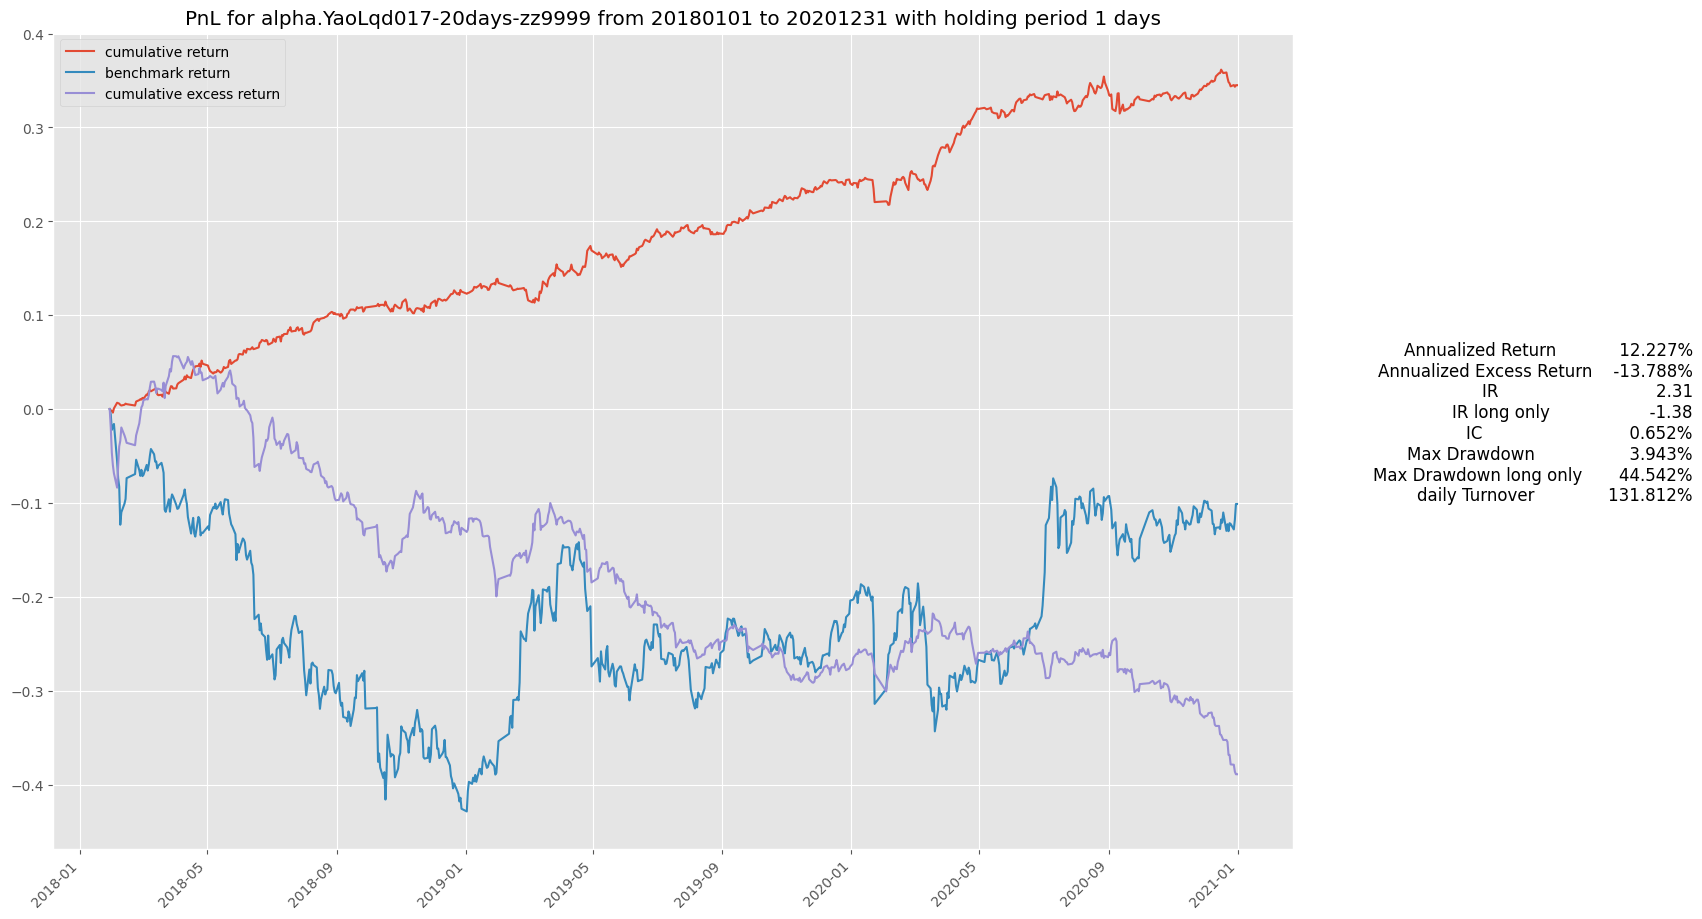 PnL for alpha.YaoLqd017-20days-zz9999 from 20180101 to 20201231 with holding period 1 days
cumulative return
benchmark return
cumulative excess return
0.4
0.3
0.2
0.1
0.0
−0.1
−0.2
−0.3
−0.4
2018-01
2018-05
2018-09
2019-01
2019-05
2019-09
2020-01
2020-05
2020-09
2021-01
Annualized Return 12.227%
Annualized Excess Return -13.788%
IR 2.31
IR long only -1.38
IC 0.652%
Max Drawdown 3.943%
Max Drawdown long only 44.542%
daily Turnover 131.812%